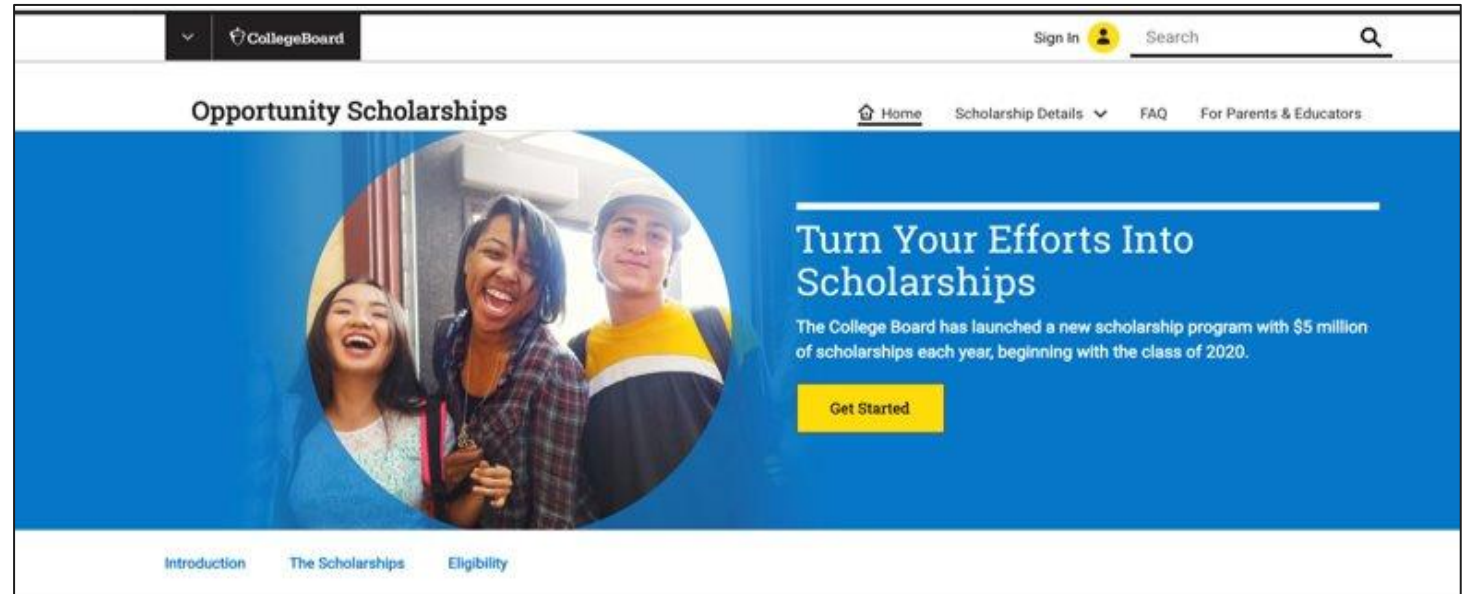 CollegeBoard
Sign In
Search
Opportunity Scholarships
Home
Scholarship Details
FAQ
For Parents & Educators
Turn Your Efforts Into
Scholarships
The College Board has launched a new scholarship program with $5 million
of scholarships each year, beginning with the class of 2020.
Get Started
Introduction
The Scholarships
Eligibility